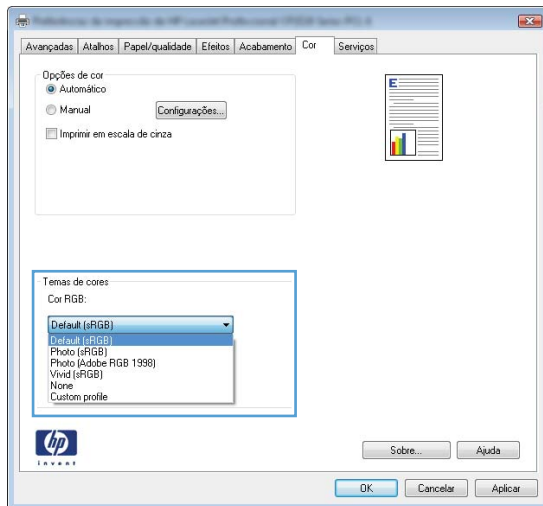 Avançadas Atalhos Papel/qualidade Efeitos Acabamento Cor Serviços
Opções de cor
Automático
Manual
Configurações...
Imprimir em escala de cinza
E
Temas de cores
Cor RGB:
Default (sRGB)
Default (sRGB)
Photo (sRGB)
Photo (Adobe RGB 1998)
Vivid (sRGB)
None
Custom profile
hp
invent
Sobre... Ajuda
OK Cancelar Aplicar